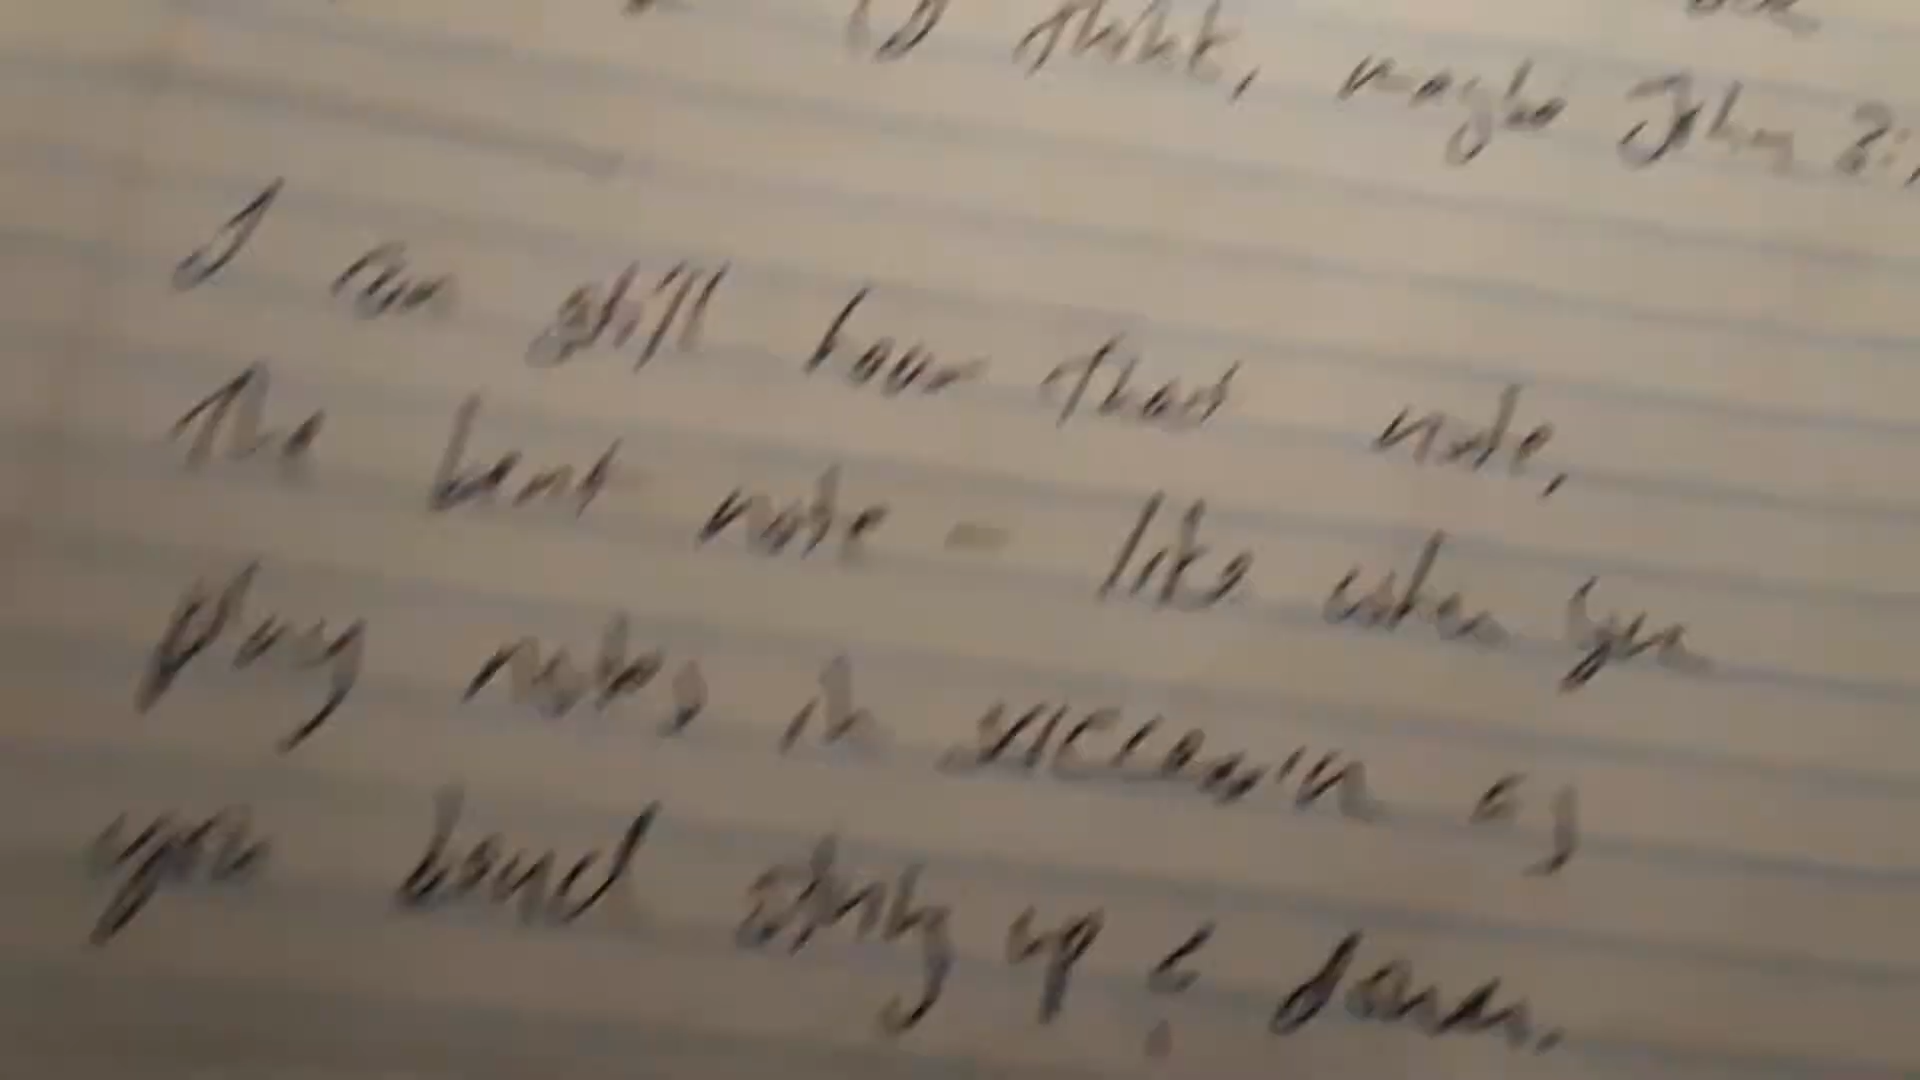 I think, maybe John 3:
I can still hear that note,
the bent note - like when you
play notes in succession as
you bend string up & down.